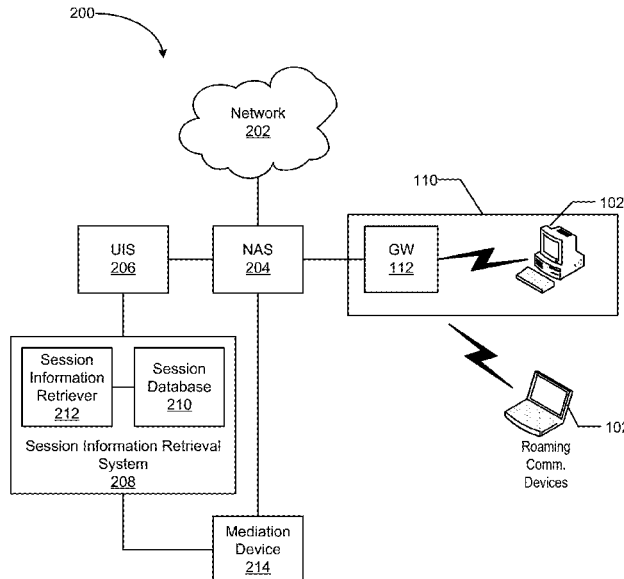 200
Network
202
110
102
UIS
206
NAS
204
GW
112
Session
Information
Retriever
212
Session
Database
210
Session Information Retrieval
System
208
102
Roaming
Comm.
Devices
Mediation
Device
214